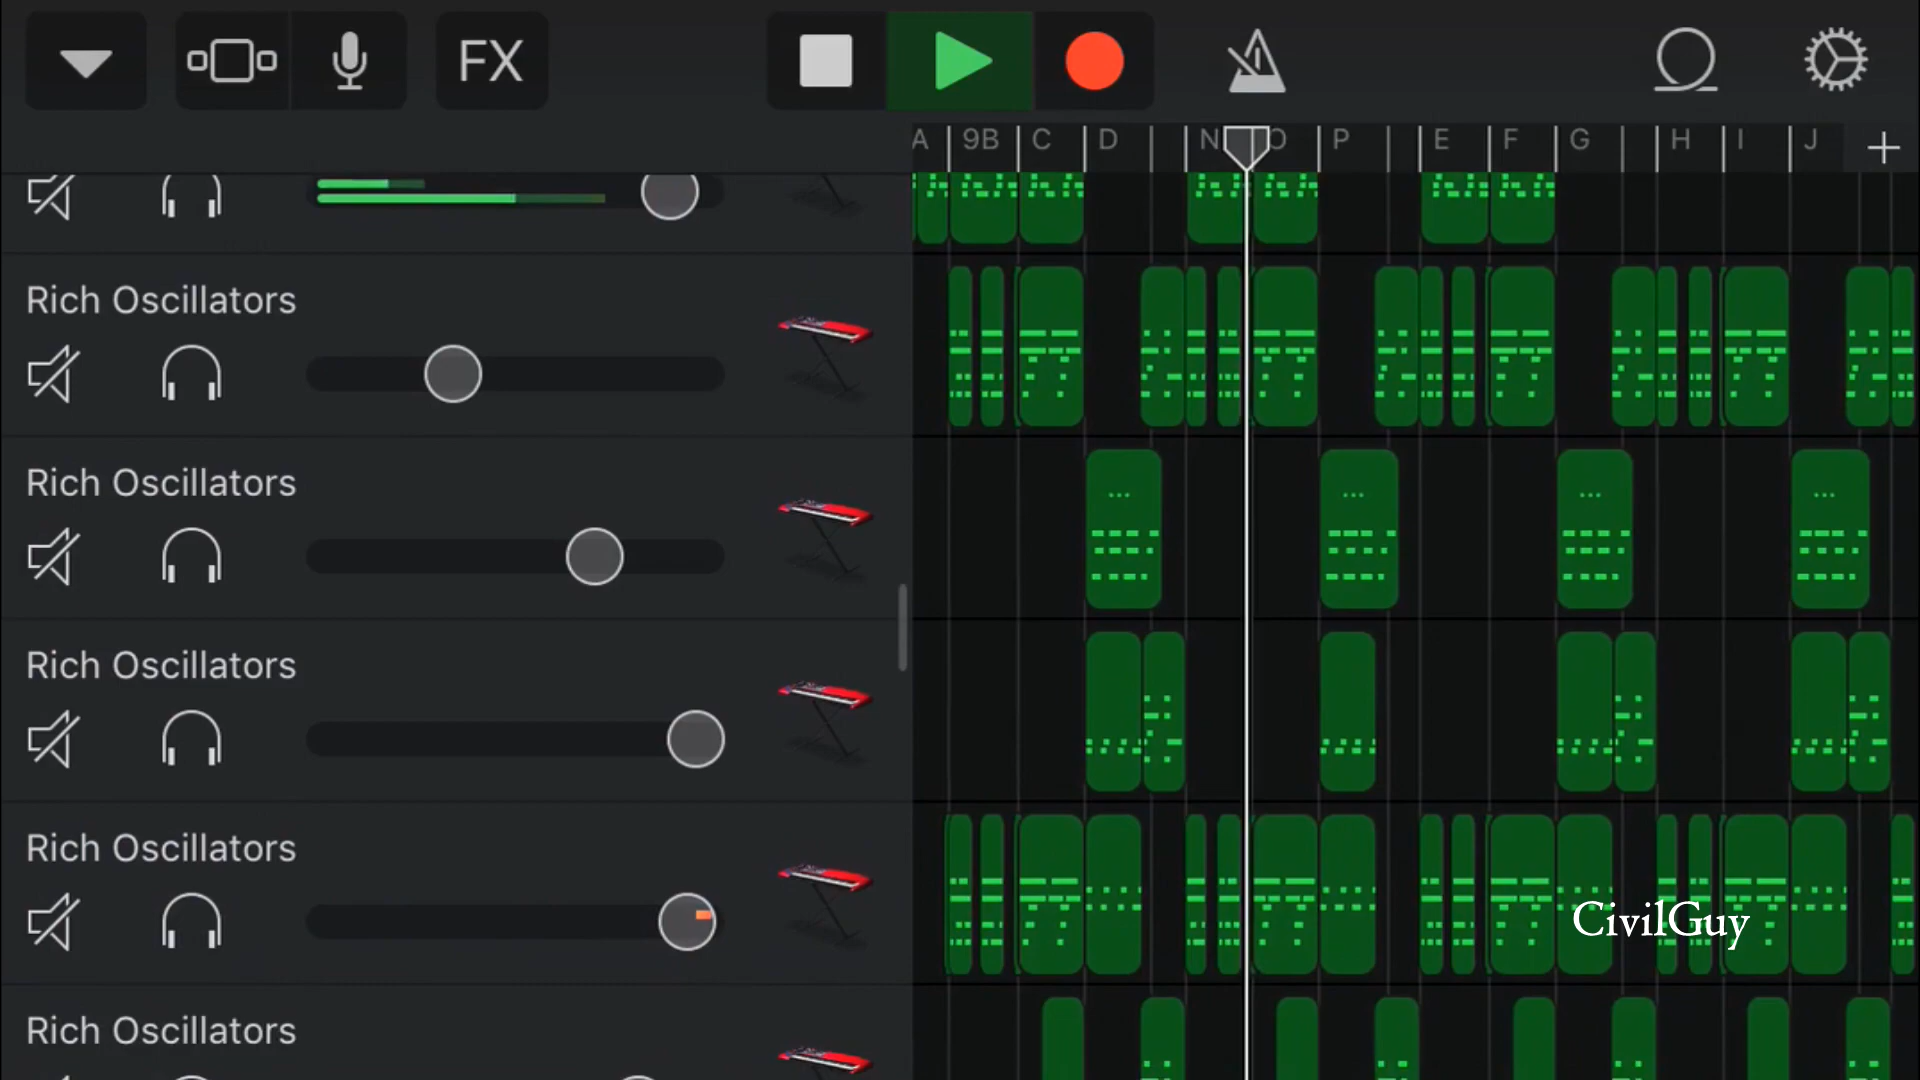 FX
A 9B C D N O P E F G H I J +
Rich Oscillators
Rich Oscillators
Rich Oscillators
Rich Oscillators
CivilGuy
Rich Oscillators